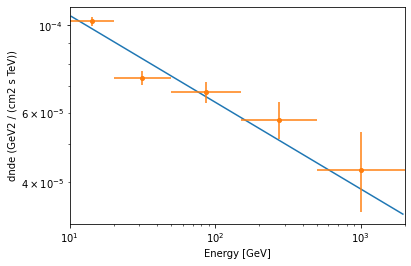 10⁻⁴
6 × 10⁻⁵
4 × 10⁻⁵
dnde (GeV2 / (cm2 s TeV))
10¹ 10² 10³
Energy [GeV]